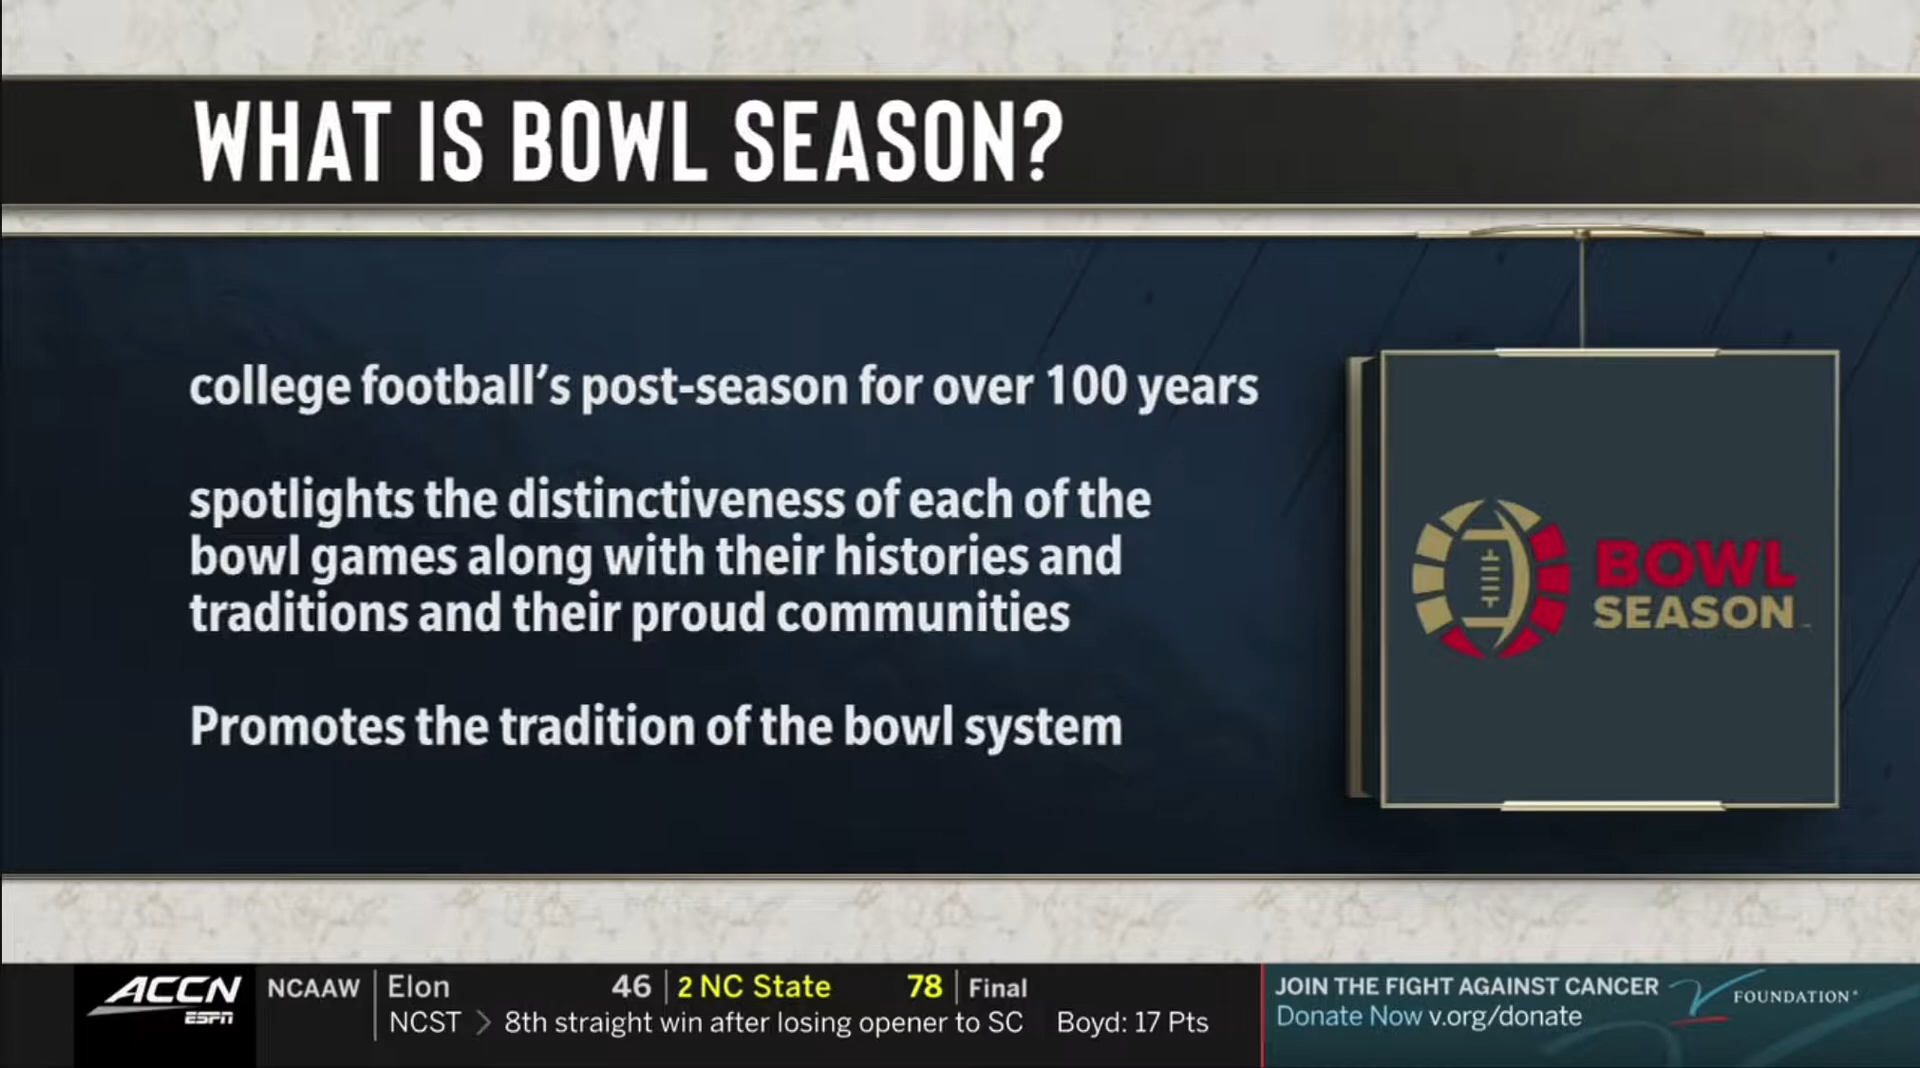 WHAT IS BOWL SEASON?
college football's post-season for over 100 years
spotlights the distinctiveness of each of the
bowl games along with their histories and
traditions and their proud communities
Promotes the tradition of the bowl system
BOWL
SEASON
ACCN
ESPN
NCAAW
Elon 46 2 NC State 78 Final
NCST > 8th straight win after losing opener to SC Boyd: 17 Pts
JOIN THE FIGHT AGAINST CANCER
Donate Now v.org/donate
V FOUNDATION